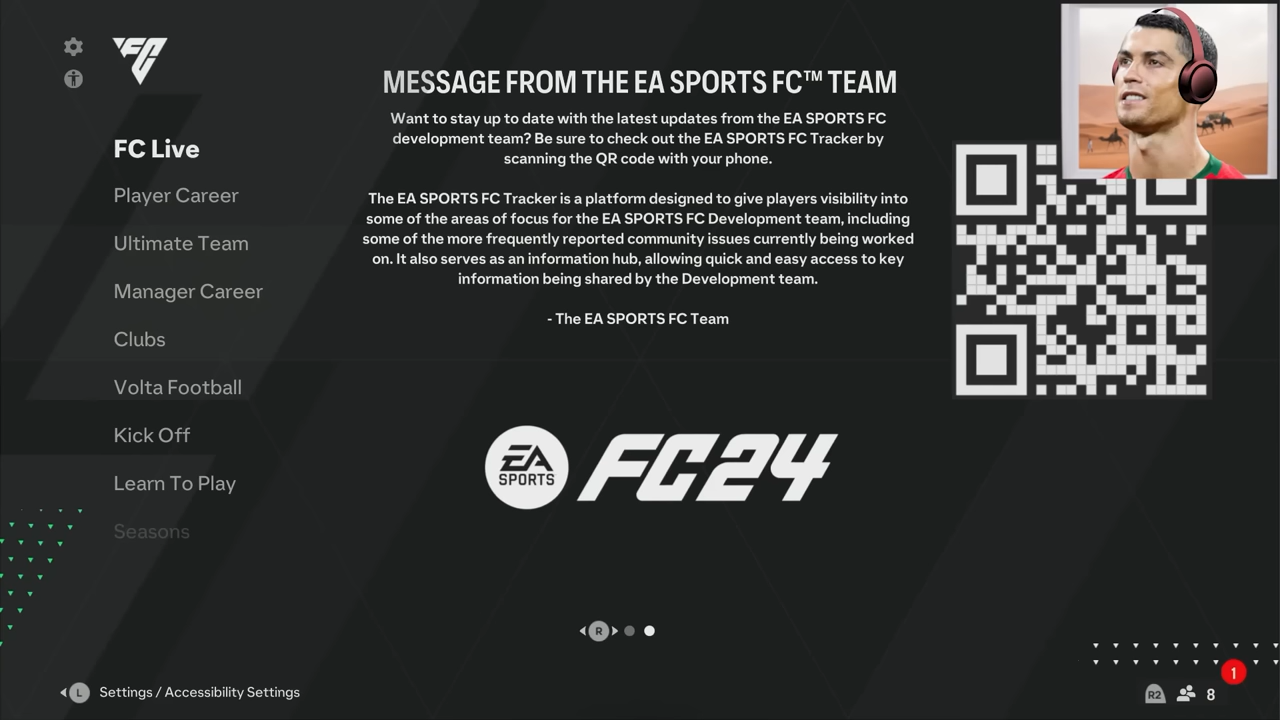 FC
MESSAGE FROM THE EA SPORTS FC™ TEAM
Want to stay up to date with the latest updates from the EA SPORTS FC
development team? Be sure to check out the EA SPORTS FC Tracker by
scanning the QR code with your phone.
The EA SPORTS FC Tracker is a platform designed to give players visibility into
some of the areas of focus for the EA SPORTS FC Development team, including
some of the more frequently reported community issues currently being worked
on. It also serves as an information hub, allowing quick and easy access to key
information being shared by the Development team.
- The EA SPORTS FC Team
FC Live
Player Career
Ultimate Team
Manager Career
Clubs
Volta Football
Kick Off
Learn To Play
Seasons
EA
SPORTS
FC24
R
L
Settings / Accessibility Settings
R2
8
1